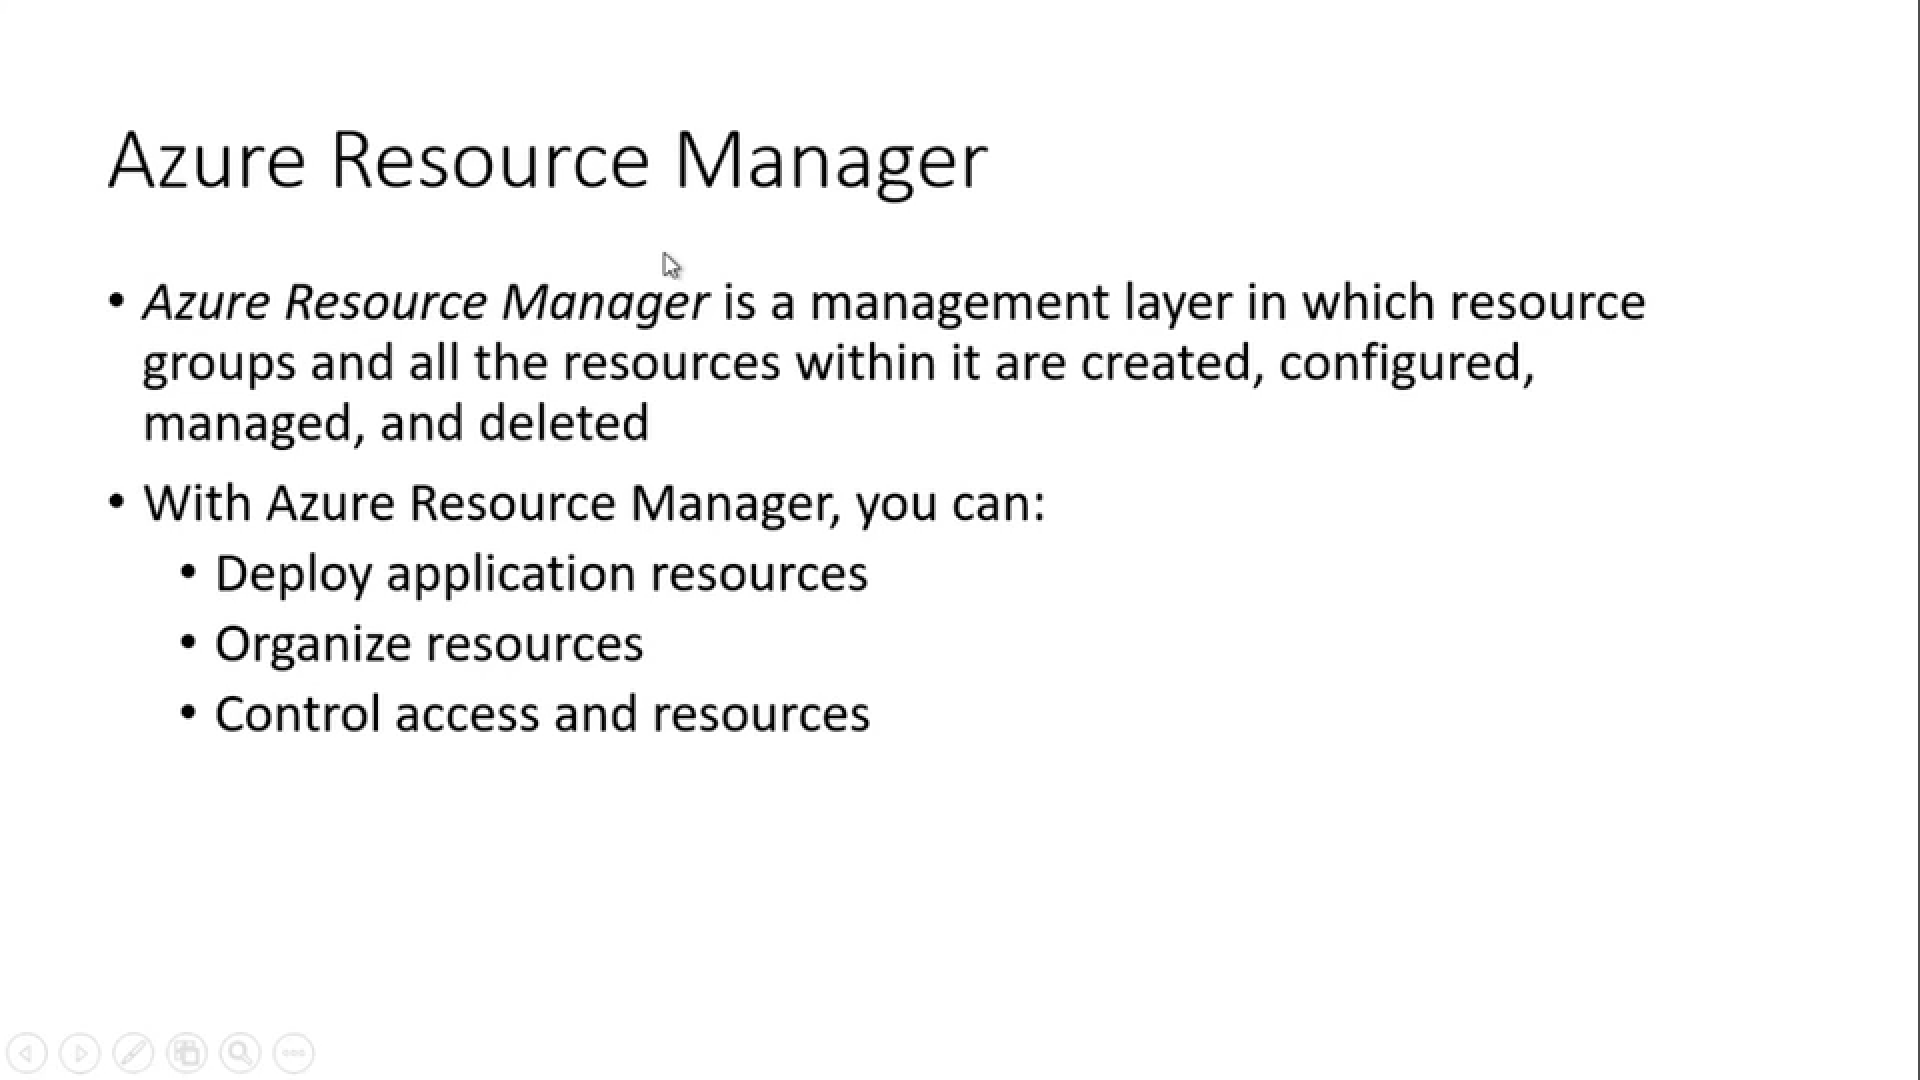 Azure Resource Manager
• Azure Resource Manager is a management layer in which resource
groups and all the resources within it are created, configured,
managed, and deleted
• With Azure Resource Manager, you can:
• Deploy application resources
• Organize resources
• Control access and resources